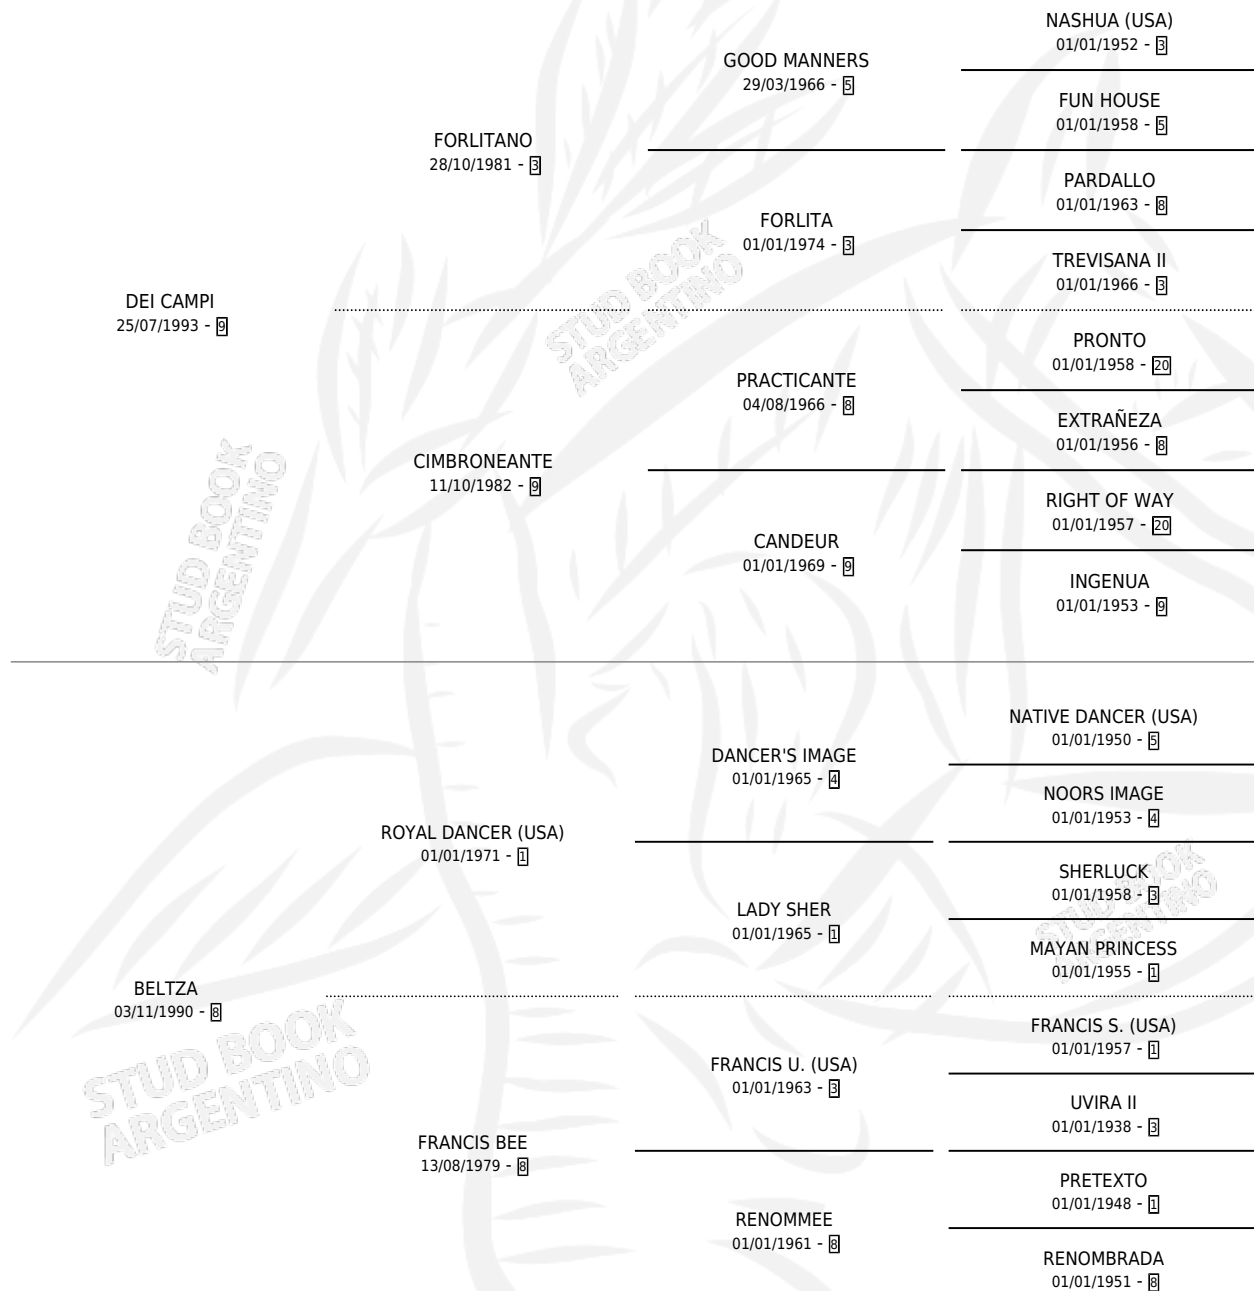 NASHUA (USA)
01/01/1952 - 3
GOOD MANNERS
29/03/1966 - 5
FUN HOUSE
01/01/1958 - 5
FORLITANO
28/10/1981 - 3
PARDALLO
01/01/1963 - 8
FORLITA
01/01/1974 - 3
TREVISANA II
01/01/1966 - 3
DEI CAMPI
25/07/1993 - 9
PRONTO
01/01/1958 - 20
PRACTICANTE
04/08/1966 - 8
EXTRAÑEZA
01/01/1956 - 8
CIMBRONEANTE
11/10/1982 - 9
RIGHT OF WAY
01/01/1957 - 20
CANDEUR
01/01/1969 - 9
INGENUA
01/01/1953 - 9
NATIVE DANCER (USA)
01/01/1950 - 5
DANCER'S IMAGE
01/01/1965 - 4
NOORS IMAGE
01/01/1953 - 4
ROYAL DANCER (USA)
01/01/1971 - 1
SHERLUCK
01/01/1958 - 3
LADY SHER
01/01/1965 - 1
MAYAN PRINCESS
01/01/1955 - 1
BELTZA
03/11/1990 - 8
FRANCIS S. (USA)
01/01/1957 - 1
FRANCIS U. (USA)
01/01/1963 - 3
UVIRA II
01/01/1938 - 3
FRANCIS BEE
13/08/1979 - 8
PRETEXTO
01/01/1948 - 1
RENOMMEE
01/01/1961 - 8
RENOMBRADA
01/01/1951 - 8
STUD BOOK
ARGENTINO
STUD BOOK
ARGENTINO
STUD BOOK
ARGENTINO
STUD BOOK
ARGENTINO